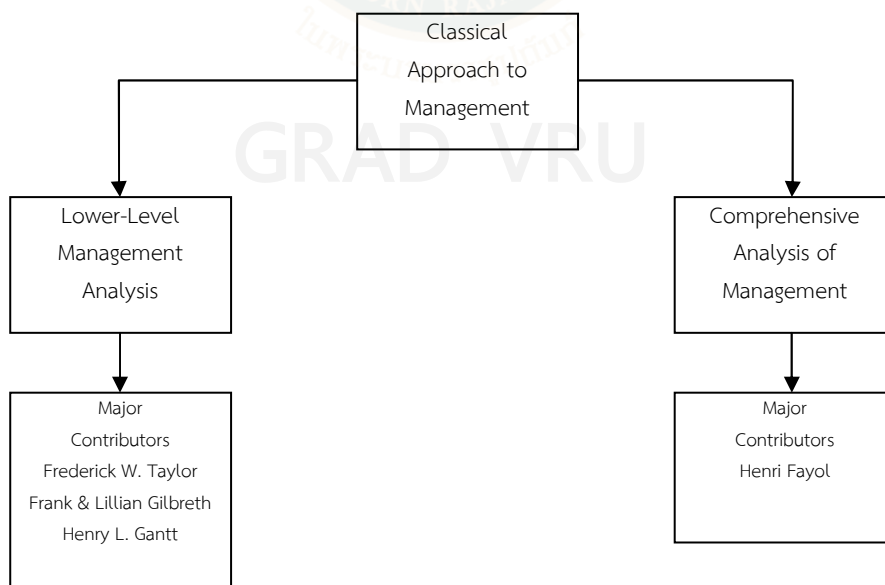 Classical
Approach to
Management
GRAD VRU
Lower-Level
Management
Analysis
Comprehensive
Analysis of
Management
Major
Contributors
Frederick W. Taylor
Frank & Lillian Gilbreth
Henry L. Gantt
Major
Contributors
Henri Fayol